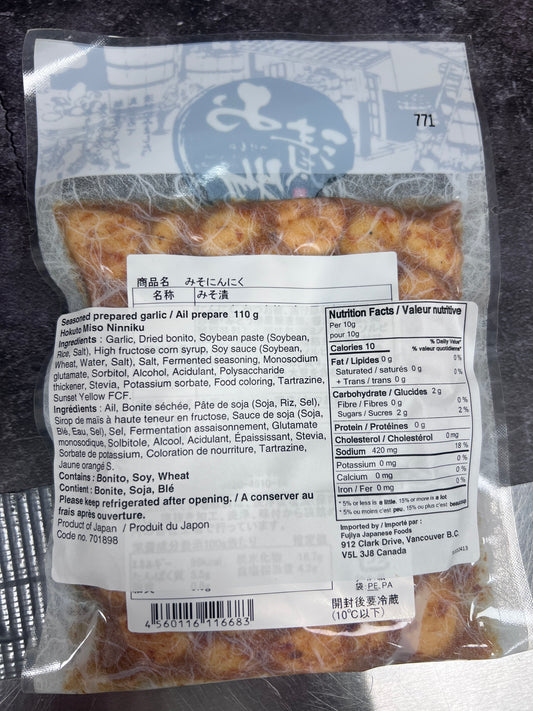 771
商品名 みそにんにく
名称 みそ漬
Seasoned prepared garlic / Ail prepare 110 g
Hokuto Miso Ninniku
Ingredients : Garlic, Dried bonito, Soybean paste (Soybean,
Rice, Salt), High fructose corn syrup, Soy sauce (Soybean,
Wheat, Water, Salt), Salt, Fermented seasoning, Monosodium
glutamate, Sorbitol, Alcohol, Acidulant, Polysaccharide
thickener, Stevia, Potassium sorbate, Food coloring, Tartrazine,
Sunset Yellow FCF.
Ingrédients : Ail, Bonite séchée, Pâte de soja (Soja, Riz, Sel),
Sirop de maïs à haute teneur en fructose, Sauce de soja (Soja,
Blé, Eau, Sel), Sel, Fermentation assaisonnement, Glutamate
monosodique, Solbitole, Alcool, Acidulant, Épaississant, Stevia,
Sorbate de potassium, Coloration de nourriture, Tartrazine,
Jaune orangé S.
Contains : Bonito, Soy, Wheat
Contient : Bonite, Soja, Blé
Please keep refrigerated after opening. / A conserver au
frais après ouverture.
Product of Japan / Produit du Japon
Code no. 701898
Nutrition Facts / Valeur nutritive
Per 10g
pour 10g
Calories 10
% Daily Value*
% valeur quotidienne*
Fat / Lipides 0 g 0 %
Saturated / saturés 0 g
+ Trans / trans 0 g 0 %
Carbohydrate / Glucides 2 g
Fibre / Fibres 0 g 0 %
Sugars / Sucres 2 g 2 %
Protein / Protéines 0 g
Cholesterol / Cholestérol 0 mg
Sodium 420 mg 18 %
Potassium 0 mg 0 %
Calcium 0 mg 0 %
Iron / Fer 0 mg 0 %
* 5% or less is a little, 15% or more is a lot
* 5% ou moins c'est peu, 15% ou plus c'est beaucoup
Imported by / Importé par :
Fujiya Japanese Foods
912 Clark Drive, Vancouver B.C.
V5L 3J8 Canada
袋:PE,PA
開封後要冷蔵
(10℃以下)
4 560116 116683